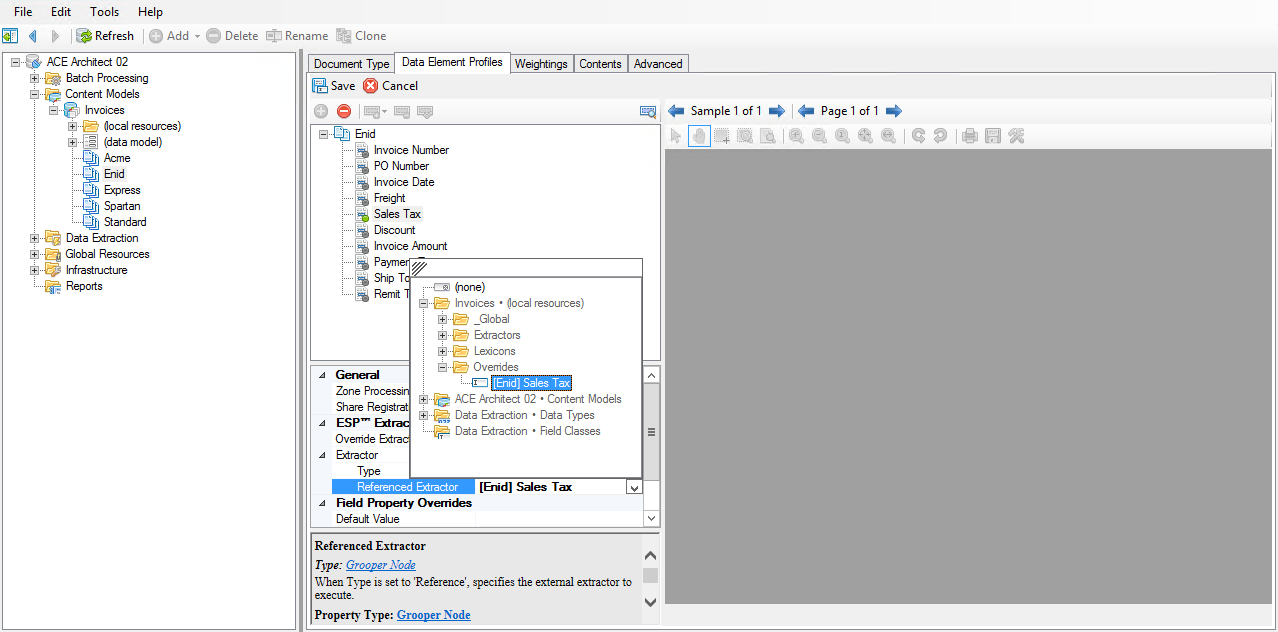 File Edit Tools Help
Refresh Add Delete Rename Clone
ACE Architect 02
Batch Processing
Content Models
Invoices
(local resources)
(data model)
Acme
Enid
Express
Spartan
Standard
Data Extraction
Global Resources
Infrastructure
Reports
Document Type Data Element Profiles Weightings Contents Advanced
Save Cancel
Sample 1 of 1 Page 1 of 1
Enid
Invoice Number
PO Number
Invoice Date
Freight
Sales Tax
Discount
Invoice Amount
Ship To
Remit
(none)
Invoices • (local resources)
_Global
Extractors
Lexicons
Overrides
[Enid] Sales Tax
ACE Architect 02 • Content Models
Data Extraction • Data Types
Data Extraction • Field Classes
General
Zone Processin
Share Registrat
ESP™ Extrac
Override Extrac
Extractor
Type
Referenced Extractor [Enid] Sales Tax
Field Property Overrides
Default Value
Referenced Extractor
Type: Grooper Node
When Type is set to 'Reference', specifies the external extractor to
execute.
Property Type: Grooper Node